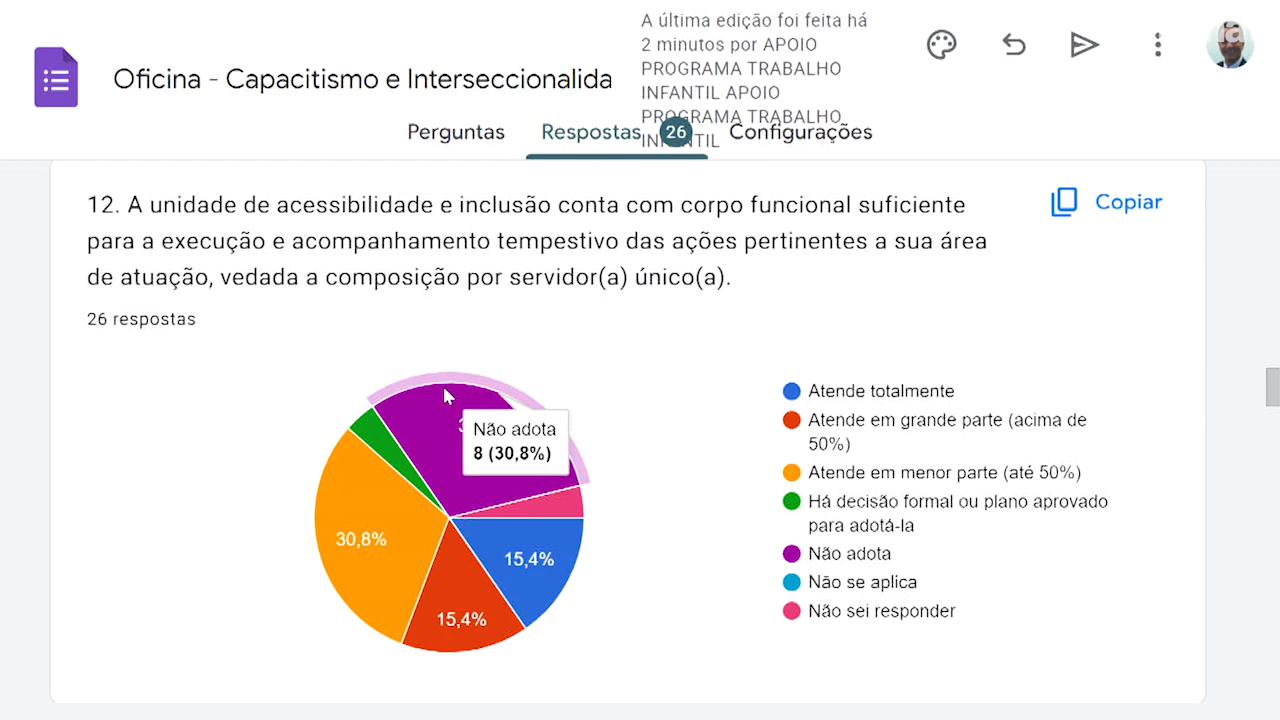 A última edição foi feita há
2 minutos por APOIO
PROGRAMA TRABALHO
INFANTIL APOIO
PROGRAMA TRABALHO
INFANTIL
Oficina - Capacitismo e Interseccionalida
Perguntas
Respostas
26
Configurações
12. A unidade de acessibilidade e inclusão conta com corpo funcional suficiente
para a execução e acompanhamento tempestivo das ações pertinentes a sua área
de atuação, vedada a composição por servidor(a) único(a).
Copiar
26 respostas
Não adota
8 (30,8%)
30,8%
15,4%
15,4%
Atende totalmente
Atende em grande parte (acima de
50%)
Atende em menor parte (até 50%)
Há decisão formal ou plano aprovado
para adotá-la
Não adota
Não se aplica
Não sei responder